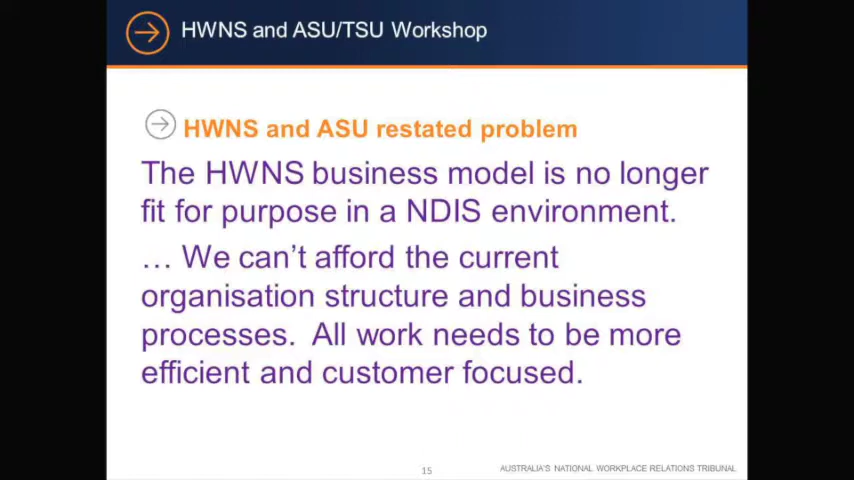 HWNS and ASU/TSU Workshop
HWNS and ASU restated problem
The HWNS business model is no longer
fit for purpose in a NDIS environment.
… We can’t afford the current
organisation structure and business
processes.  All work needs to be more
efficient and customer focused.
15
AUSTRALIA'S NATIONAL WORKPLACE RELATIONS TRIBUNAL